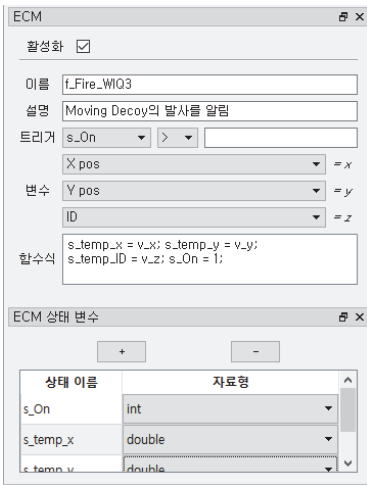 ECM
활성화
이름 f_Fire_WIQ3
설명 Moving Decoy의 발사를 알림
트리거 s_On >
X pos = x
변수 Y pos = y
ID = z
함수식 s_temp_x = v_x; s_temp_y = v_y;
s_temp_ID = v_z; s_On = 1;
ECM 상태 변수
+ -
상태 이름 자료형
s_On int
s_temp_x double
s_temp_y double